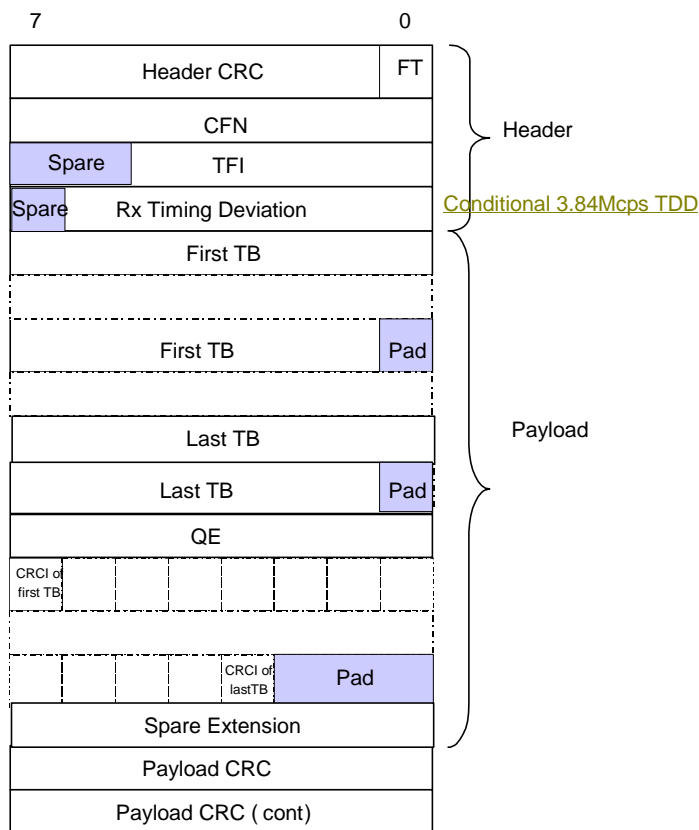 7 0
Header CRC FT
CFN
Header
Spare TFI
Spare Rx Timing Deviation
Conditional 3.84Mcps TDD
First TB
First TB Pad
Payload
Last TB
Last TB Pad
QE
CRCI of
first TB
CRCI of
lastTB
Pad
Spare Extension
Payload CRC
Payload CRC ( cont)